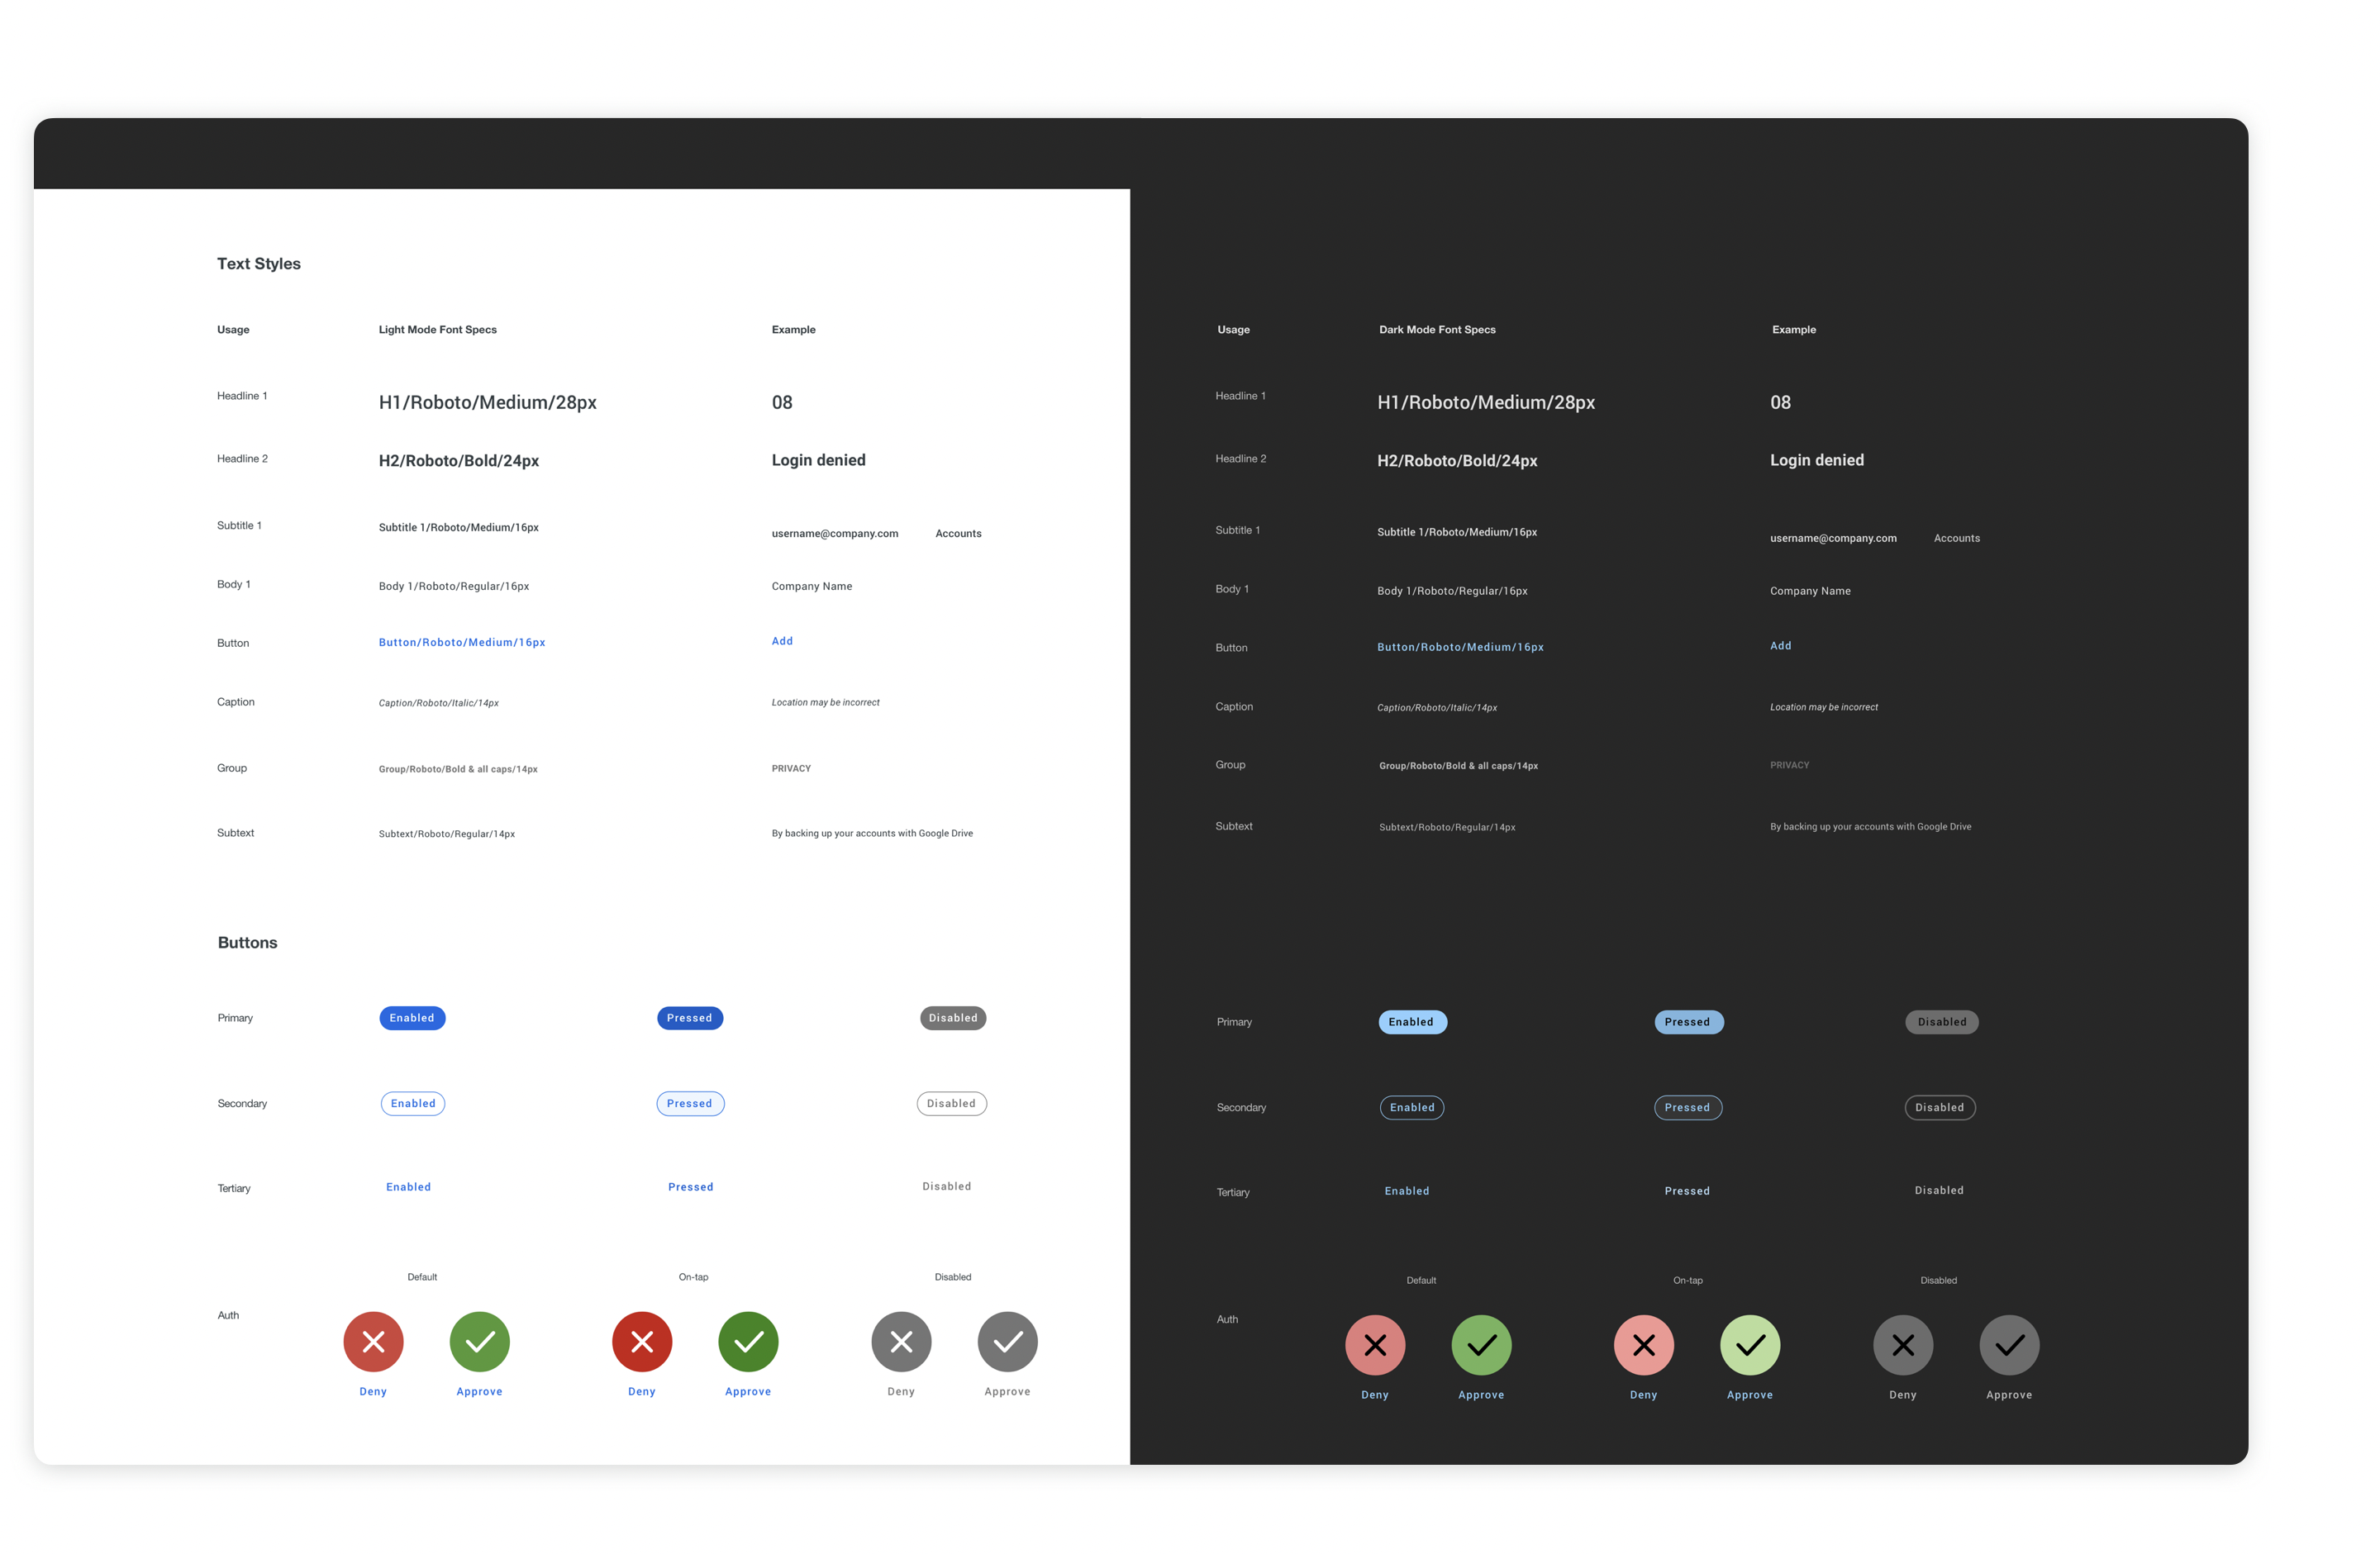 Text Styles
Usage Light Mode Font Specs Example
Headline 1 H1/Roboto/Medium/28px 08
Headline 2 H2/Roboto/Bold/24px Login denied
Subtitle 1 Subtitle 1/Roboto/Medium/16px username@company.com Accounts
Body 1 Body 1/Roboto/Regular/16px Company Name
Button Button/Roboto/Medium/16px Add
Caption Caption/Roboto/Italic/14px Location may be incorrect
Group Group/Roboto/Bold & all caps/14px PRIVACY
Subtext Subtext/Roboto/Regular/14px By backing up your accounts with Google Drive
Buttons
Primary Enabled Pressed Disabled
Secondary Enabled Pressed Disabled
Tertiary Enabled Pressed Disabled
Default On-tap Disabled
Auth
Deny Approve Deny Approve Deny Approve
Usage Dark Mode Font Specs Example
Headline 1 H1/Roboto/Medium/28px 08
Headline 2 H2/Roboto/Bold/24px Login denied
Subtitle 1 Subtitle 1/Roboto/Medium/16px username@company.com Accounts
Body 1 Body 1/Roboto/Regular/16px Company Name
Button Button/Roboto/Medium/16px Add
Caption Caption/Roboto/Italic/14px Location may be incorrect
Group Group/Roboto/Bold & all caps/14px PRIVACY
Subtext Subtext/Roboto/Regular/14px By backing up your accounts with Google Drive
Primary Enabled Pressed Disabled
Secondary Enabled Pressed Disabled
Tertiary Enabled Pressed Disabled
Default On-tap Disabled
Auth
Deny Approve Deny Approve Deny Approve